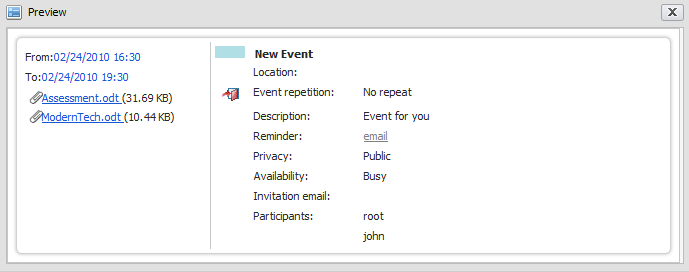 Preview
From:02/24/2010 16:30
To:02/24/2010 19:30
Assessment.odt (31.69 KB)
ModernTech.odt (10.44 KB)
New Event
Location:
Event repetition: No repeat
Description: Event for you
Reminder: email
Privacy: Public
Availability: Busy
Invitation email:
Participants: root
john